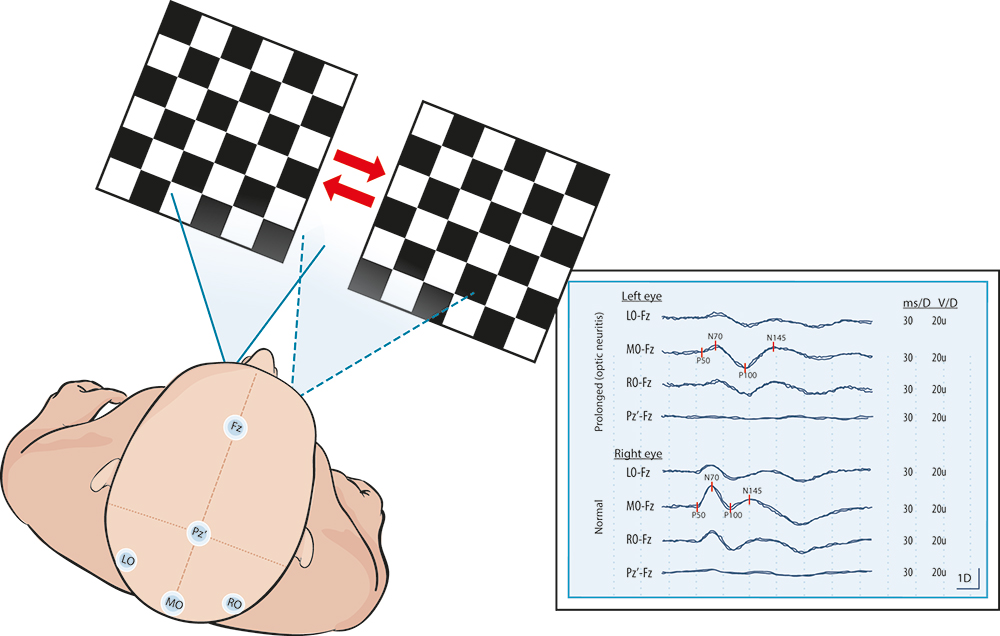 Fz
Pz'
LO
MO
RO
Prolonged (optic neuritis)
Left eye
ms/D V/D
LO-Fz 30 20u
N70 N145
MO-Fz 30 20u
P50 P100
RO-Fz 30 20u
Pz'-Fz 30 20u
Normal
Right eye
LO-Fz 30 20u
N70 N145
MO-Fz 30 20u
P50 P100
RO-Fz 30 20u
Pz'-Fz 30 20u
1D